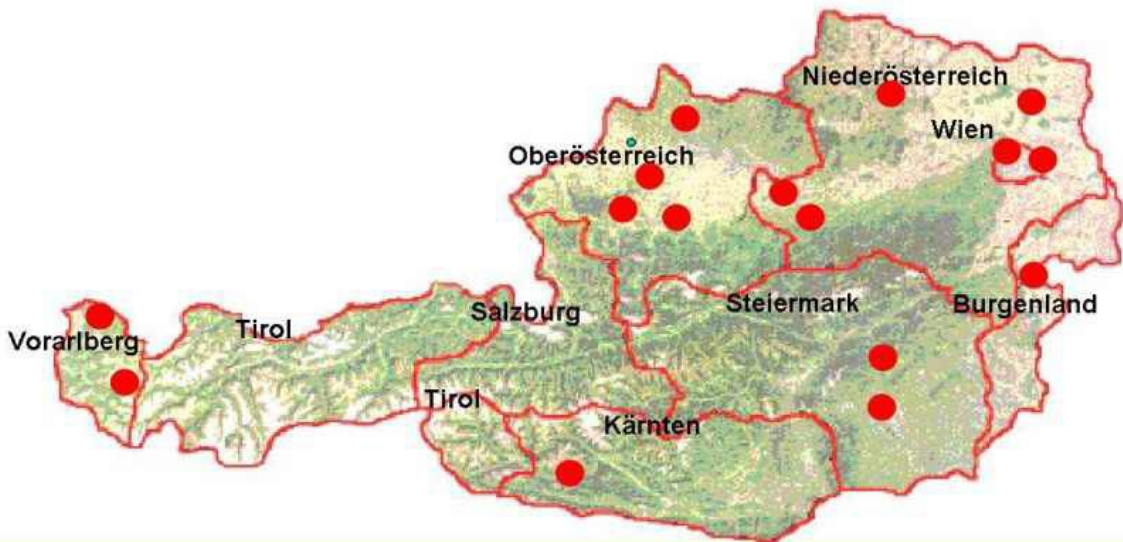 Niederösterreich
Wien
Oberösterreich
Salzburg
Steiermark
Burgenland
Tirol
Vorarlberg
Tirol
Kärnten